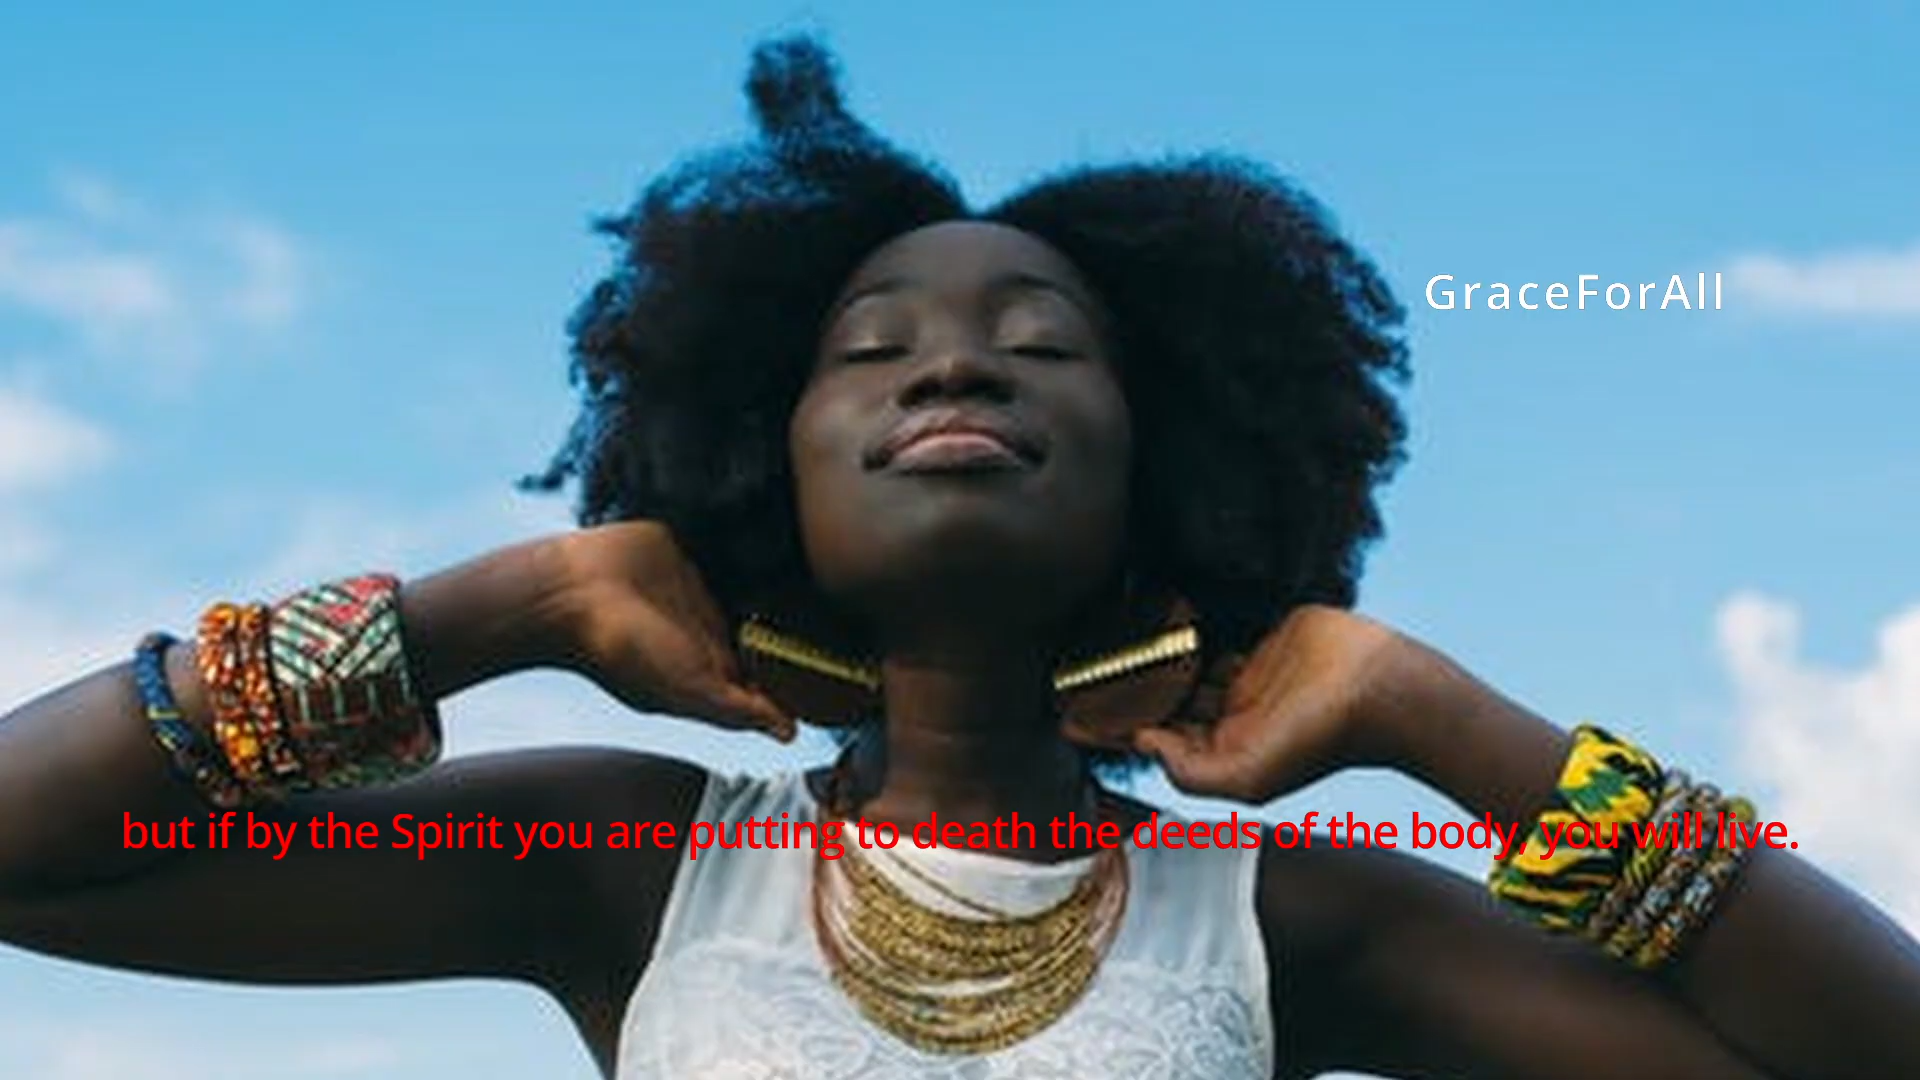 GraceForAll
but if by the Spirit you are putting to death the deeds of the body, you will live.